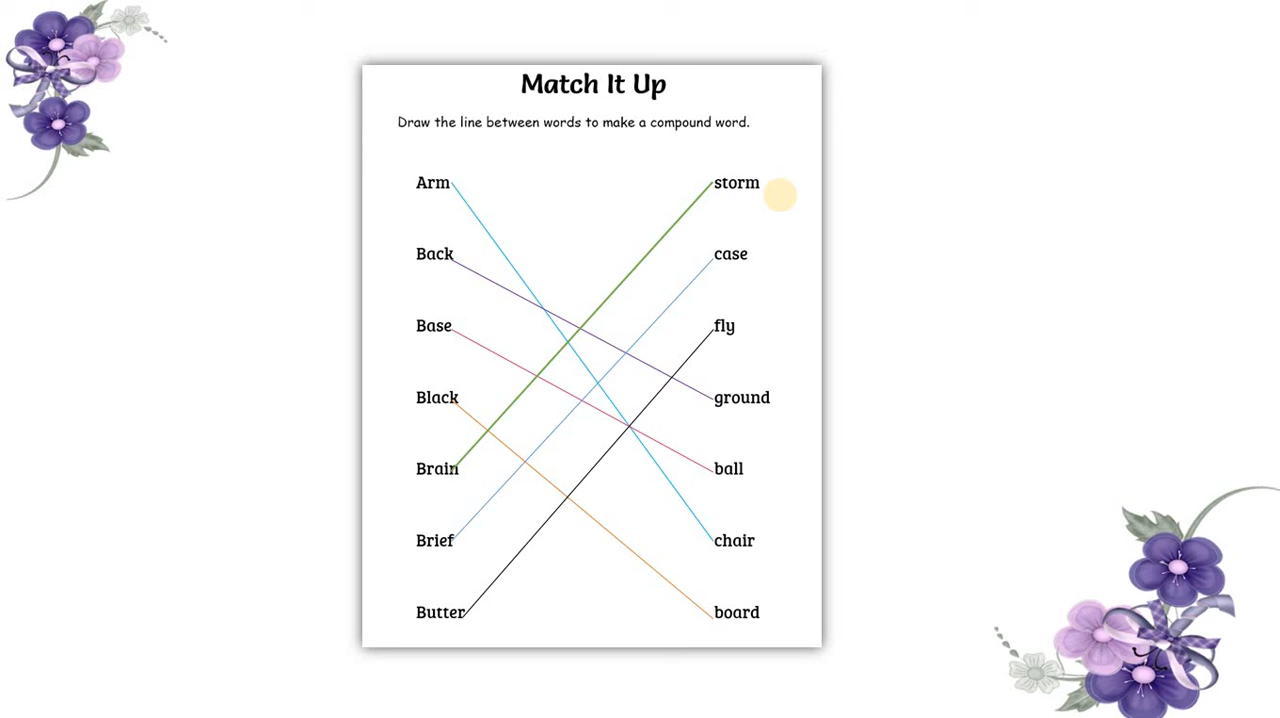 Match It Up
Draw the line between words to make a compound word.
Arm storm
Back case
Base fly
Black ground
Brain ball
Brief chair
Butter board